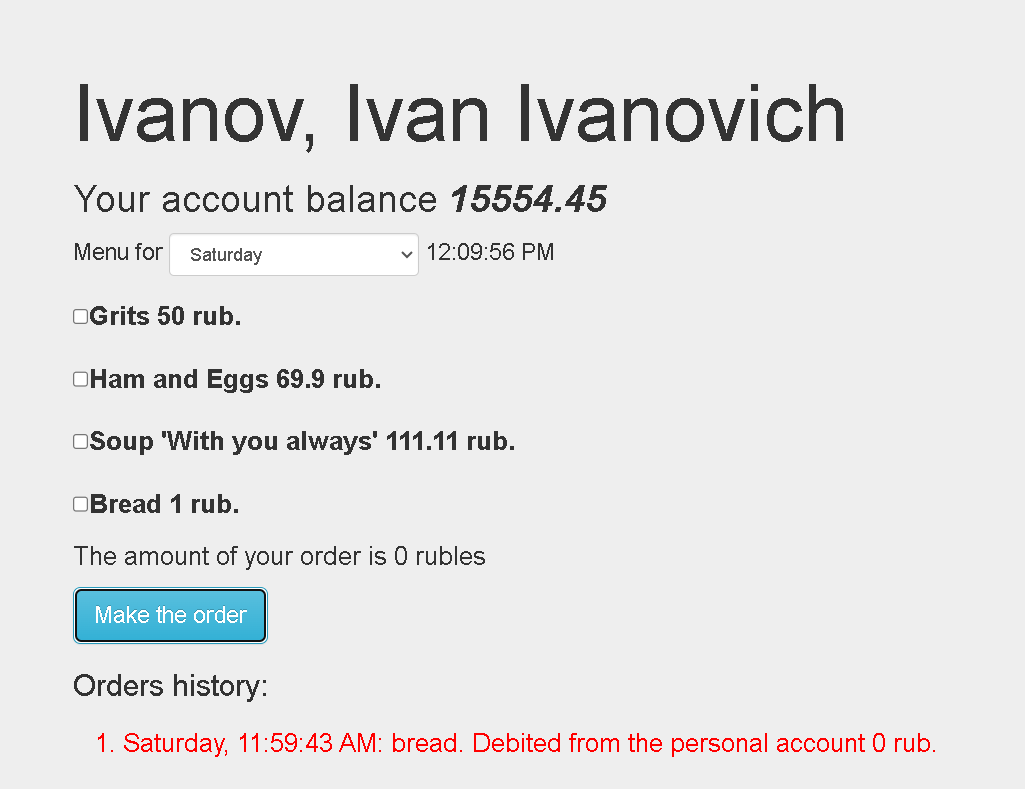 Ivanov, Ivan Ivanovich
Your account balance 15554.45
Menu for Saturday 12:09:56 PM
Grits 50 rub.
Ham and Eggs 69.9 rub.
Soup 'With you always' 111.11 rub.
Bread 1 rub.
The amount of your order is 0 rubles
Make the order
Orders history:
1. Saturday, 11:59:43 AM: bread. Debited from the personal account 0 rub.